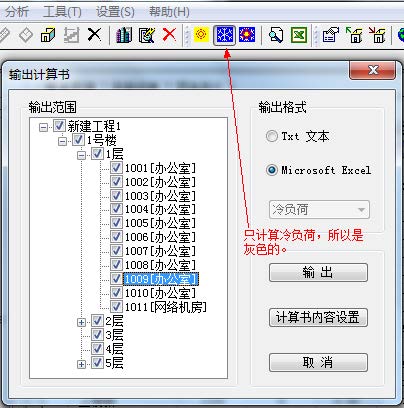 分析 工具(T) 设置(S) 帮助(H)
输出计算书
输出范围
新建工程1
1号楼
1层
1001[办公室]
1002[办公室]
1003[办公室]
1004[办公室]
1005[办公室]
1006[办公室]
1007[办公室]
1008[办公室]
1009[办公室]
1010[办公室]
1011[网络机房]
2层
3层
4层
5层
输出格式
Txt 文本
Microsoft Excel
冷负荷
只计算冷负荷，所以是
灰色的。
输 出
计算书内容设置
取 消